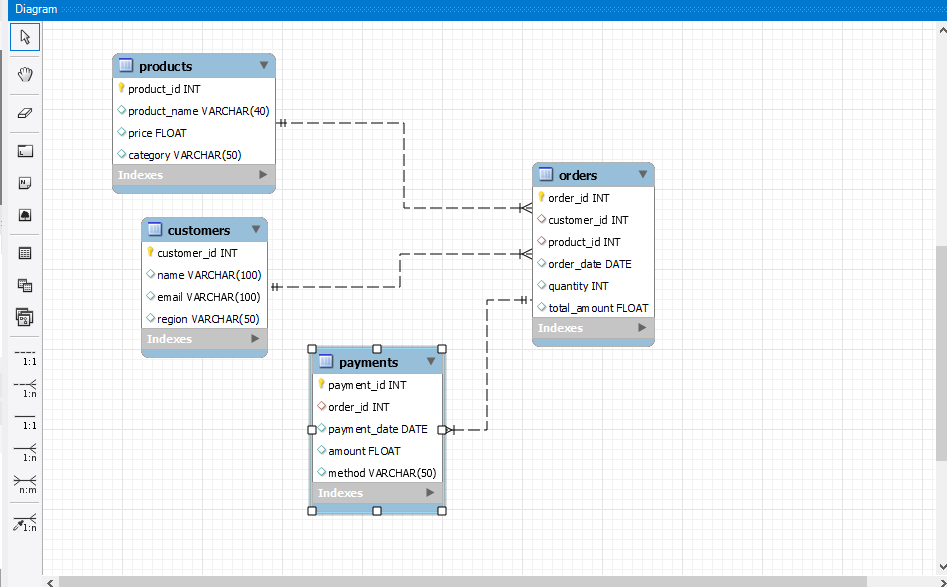 Diagram
products
product_id INT
product_name VARCHAR(40)
price FLOAT
category VARCHAR(50)
Indexes
customers
customer_id INT
name VARCHAR(100)
email VARCHAR(100)
region VARCHAR(50)
Indexes
orders
order_id INT
customer_id INT
product_id INT
order_date DATE
quantity INT
total_amount FLOAT
Indexes
payments
payment_id INT
order_id INT
payment_date DATE
amount FLOAT
method VARCHAR(50)
Indexes
1:1
1:n
1:1
1:n
n:m
1:n